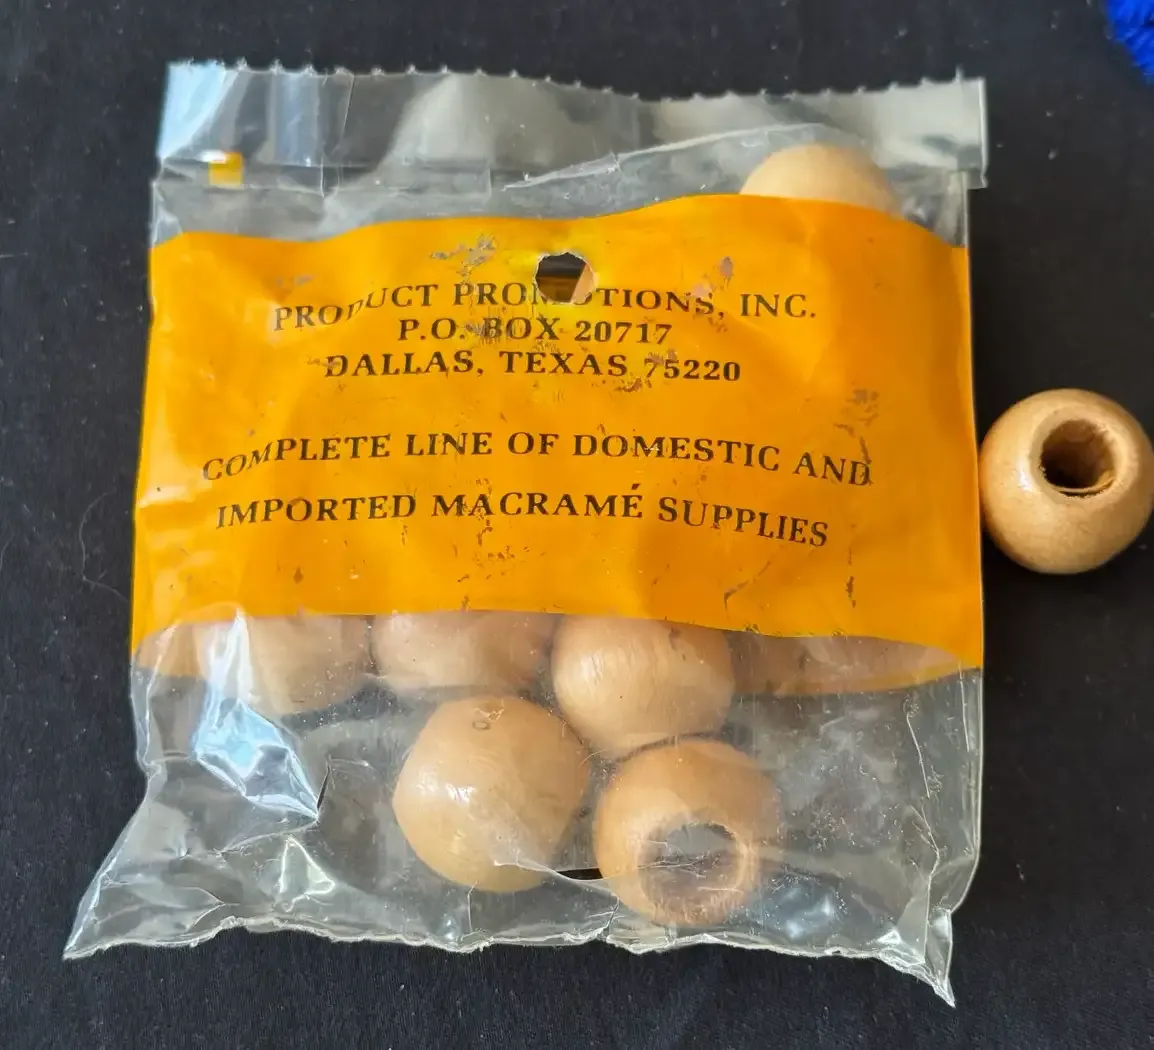 PRODUCT PROMOTIONS, INC.
P.O. BOX 20717
DALLAS, TEXAS 75220
COMPLETE LINE OF DOMESTIC AND
IMPORTED MACRAMÉ SUPPLIES